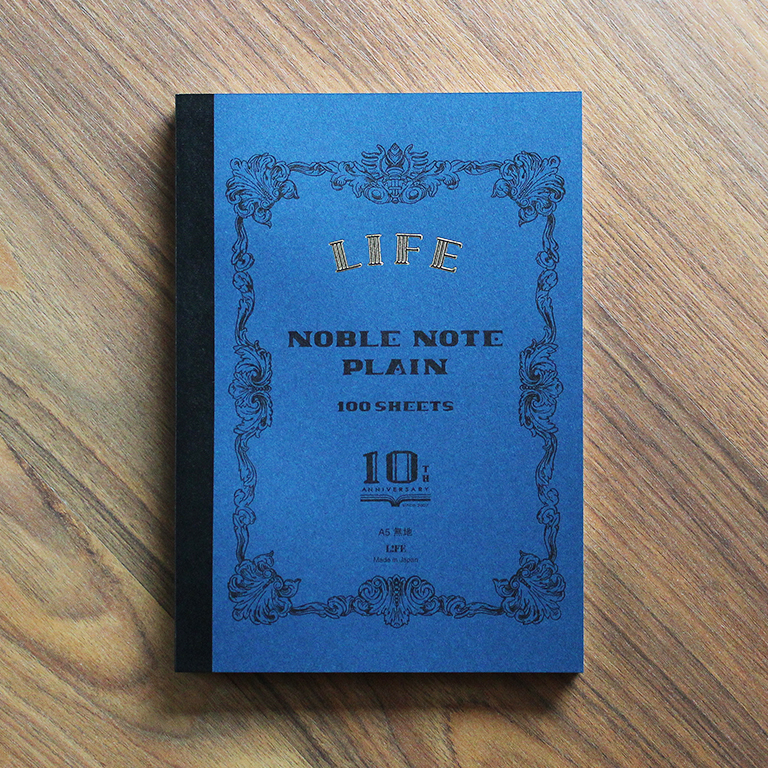 LIFE
NOBLE NOTE
PLAIN
100 SHEETS
10TH
ANNIVERSARY
A5 無地
LIFE
Made in Japan